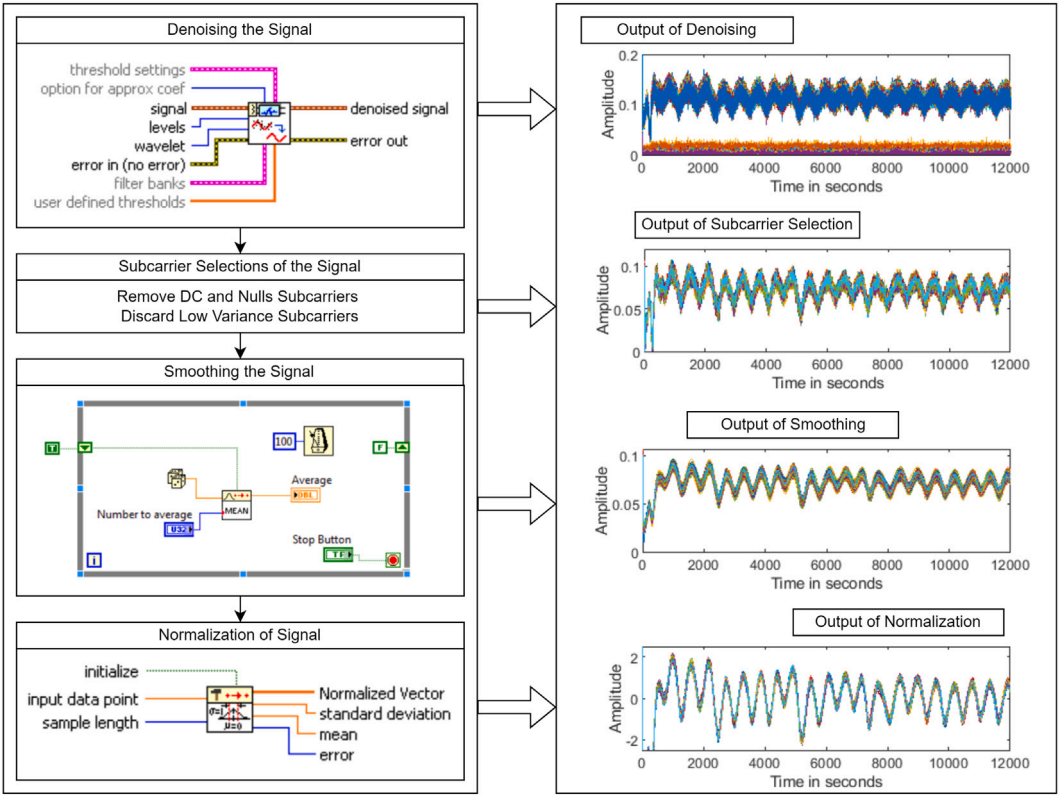 Denoising the Signal
threshold settings
option for approx coef
signal
levels
wavelet
error in (no error)
filter banks
user defined thresholds
denoised signal
error out
Subcarrier Selections of the Signal
Remove DC and Nulls Subcarriers
Discard Low Variance Subcarriers
Smoothing the Signal
T
100
F
Average
DBL
MEAN
Number to average
U32
Stop Button
TF
i
Normalization of Signal
initialize
input data point
sample length
σ=1
μ=0
Normalized Vector
standard deviation
mean
error
Output of Denoising
Amplitude
0.2
0.1
0
0 2000 4000 6000 8000 10000 12000
Time in seconds
Output of Subcarrier Selection
Amplitude
0.1
0.05
0
0 2000 4000 6000 8000 10000 12000
Time in seconds
Output of Smoothing
Amplitude
0.1
0.05
0
0 2000 4000 6000 8000 10000 12000
Time in seconds
Output of Normalization
Amplitude
2
0
-2
0 2000 4000 6000 8000 10000 12000
Time in seconds